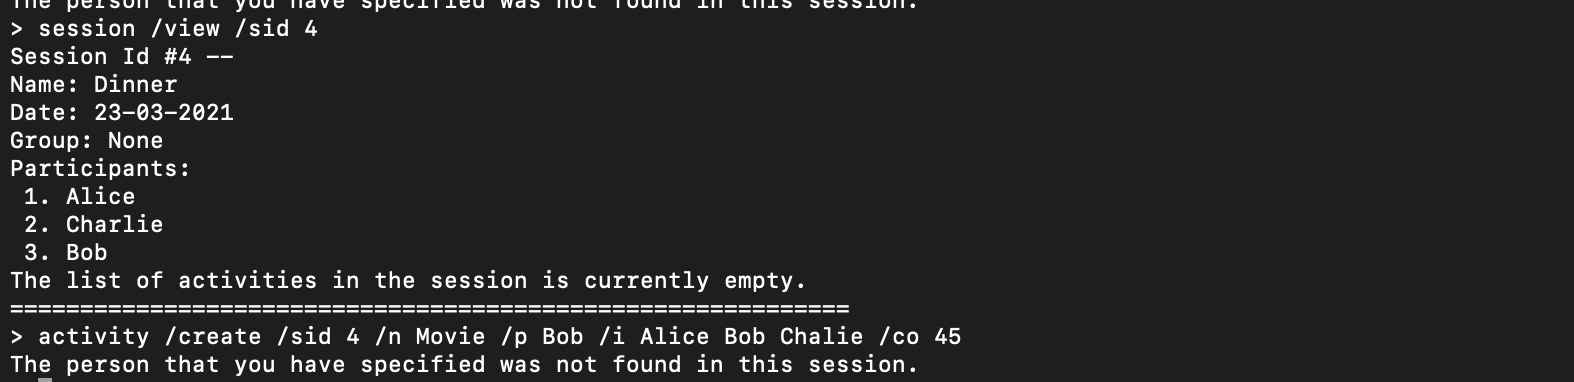 The person that you have specified was not found in this session.
> session /view /sid 4
Session Id #4 --
Name: Dinner
Date: 23-03-2021
Group: None
Participants:
 1. Alice
 2. Charlie
 3. Bob
The list of activities in the session is currently empty.
============================================================
> activity /create /sid 4 /n Movie /p Bob /i Alice Bob Chalie /co 45
The person that you have specified was not found in this session.